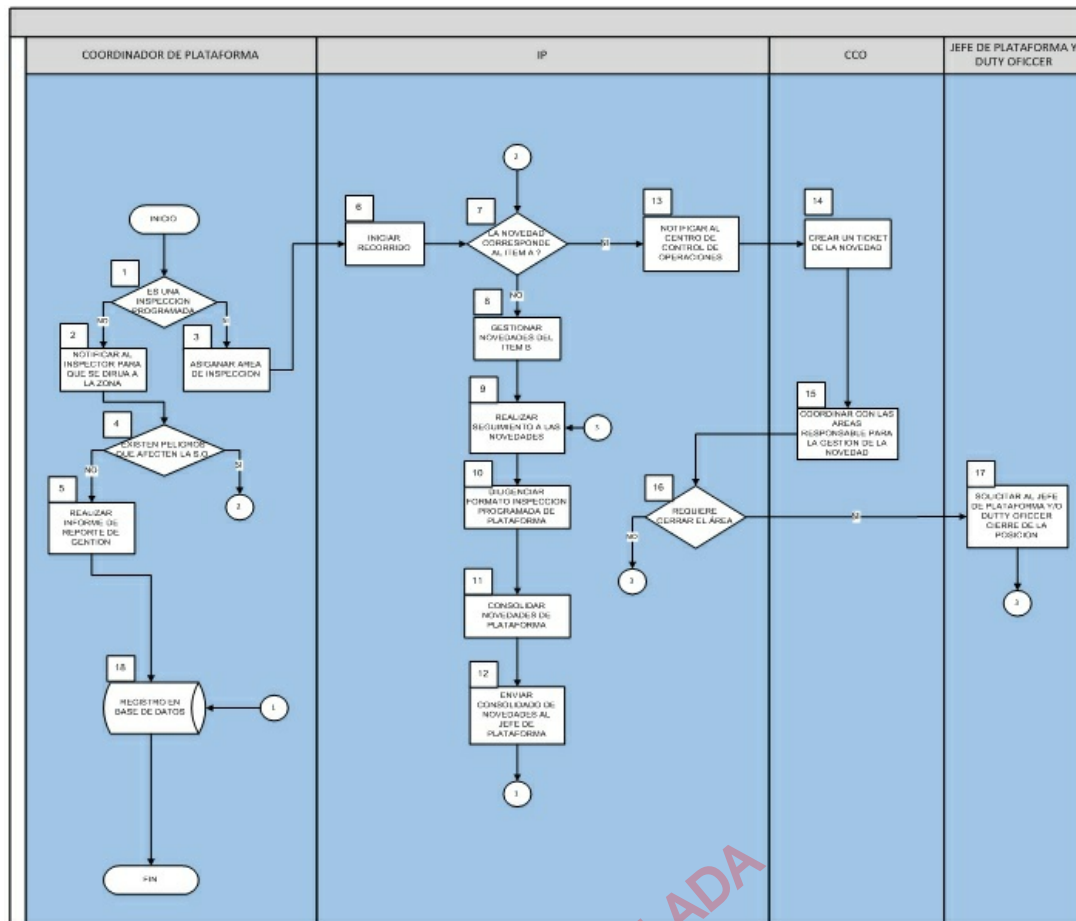 COORDINADOR DE PLATAFORMA
IP
CCO
JEFE DE PLATAFORMA Y
DUTY OFICCER
INICIO
1
ES UNA
INSPECCION
PROGRAMADA
NO
SI
2
NOTIFICAR AL
INSPECTOR PARA
QUE SE DIRIJA A
LA ZONA
3
ASIGANAR AREA
DE INSPECCION
4
EXISTEN PELIGROS
QUE AFECTEN LA S.O.
NO
SI
2
5
REALIZAR
INFORME DE
REPORTE DE
GESTION
18
REGISTRO EN
BASE DE DATOS
1
FIN
2
6
INICIAR
RECORRIDO
7
LA NOVEDAD
CORRESPONDE
AL ITEM A ?
SI
NO
8
GESTIONAR
NOVEDADES DEL
ITEM B
9
REALIZAR
SEGUIMIENTO A LAS
NOVEDADES
3
10
DILIGENCIAR
FORMATO INSPECCION
PROGRAMADA DE
PLATAFORMA
11
CONSOLIDAR
NOVEDADES DE
PLATAFORMA
12
ENVIAR
CONSOLIDADO DE
NOVEDADES AL
JEFE DE
PLATAFORMA
1
13
NOTIFICAR AL
CENTRO DE
CONTROL DE
OPERACIONES
14
CREAR UN TICKET
DE LA NOVEDAD
15
COORDINAR CON LAS
AREAS
RESPONSABLE PARA
LA GESTION DE LA
NOVEDAD
16
REQUIERE
CERRAR EL ÁREA
NO
SI
3
17
SOLICITAR AL JEFE
DE PLATAFORMA Y/O
DUTTY OFICCER
CIERRE DE LA
POSICION
3
LADA